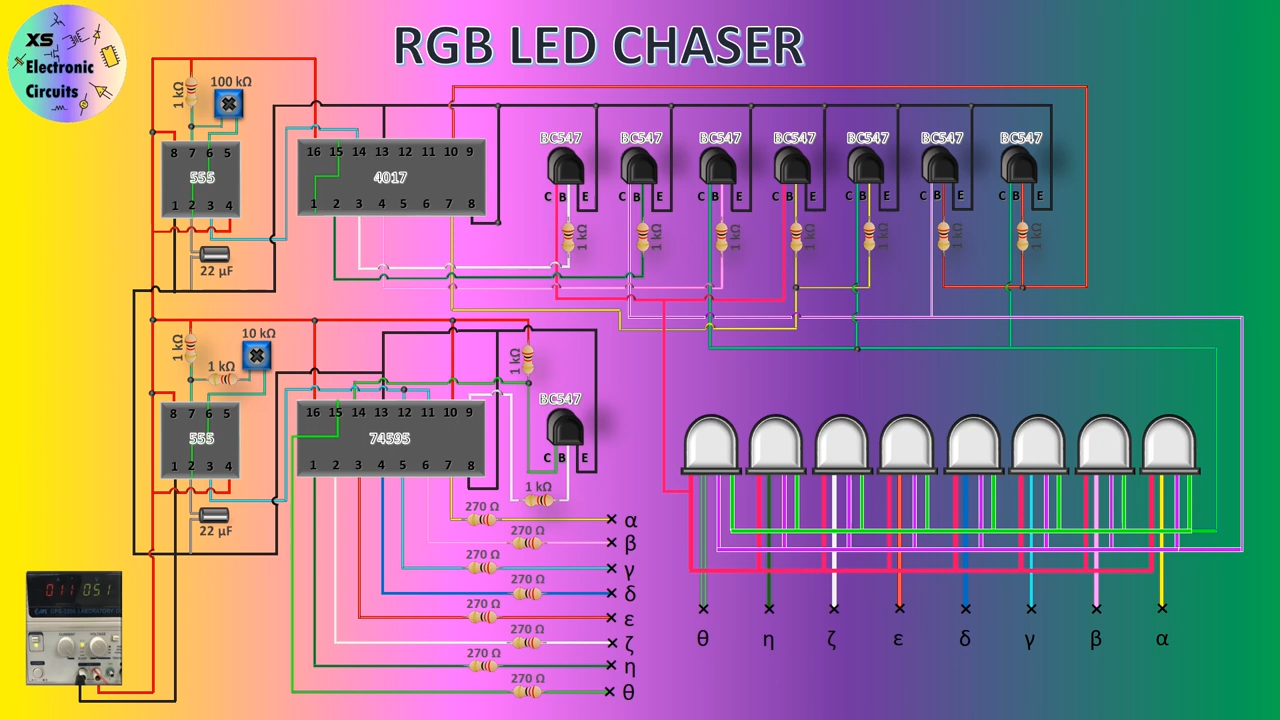 RGB LED CHASER
XS
Electronic
Circuits
1 kΩ
100 kΩ
8 7 6 5
555
1 2 3 4
22 µF
16 15 14 13 12 11 10 9
4017
1 2 3 4 5 6 7 8
BC547 BC547 BC547 BC547 BC547 BC547 BC547
C B E C B E C B E C B E C B E C B E C B E
1 kΩ 1 kΩ 1 kΩ 1 kΩ 1 kΩ 1 kΩ 1 kΩ
1 kΩ
10 kΩ
1 kΩ
8 7 6 5
555
1 2 3 4
22 µF
16 15 14 13 12 11 10 9
74595
1 2 3 4 5 6 7 8
1 kΩ
BC547
C B E
1 kΩ
270 Ω α
270 Ω β
270 Ω γ
270 Ω δ
270 Ω ε
270 Ω ζ
270 Ω η
270 Ω θ
θ η ζ ε δ γ β α
011 051